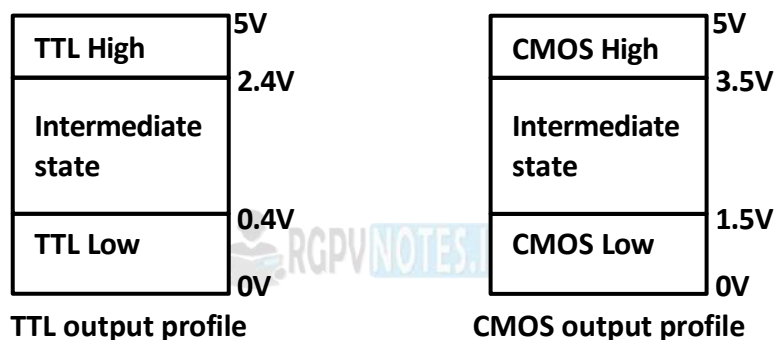 TTL High
5V
2.4V
Intermediate
state
0.4V
TTL Low
0V
TTL output profile
CMOS High
5V
3.5V
Intermediate
state
1.5V
CMOS Low
0V
CMOS output profile
RGPVNOTES.I